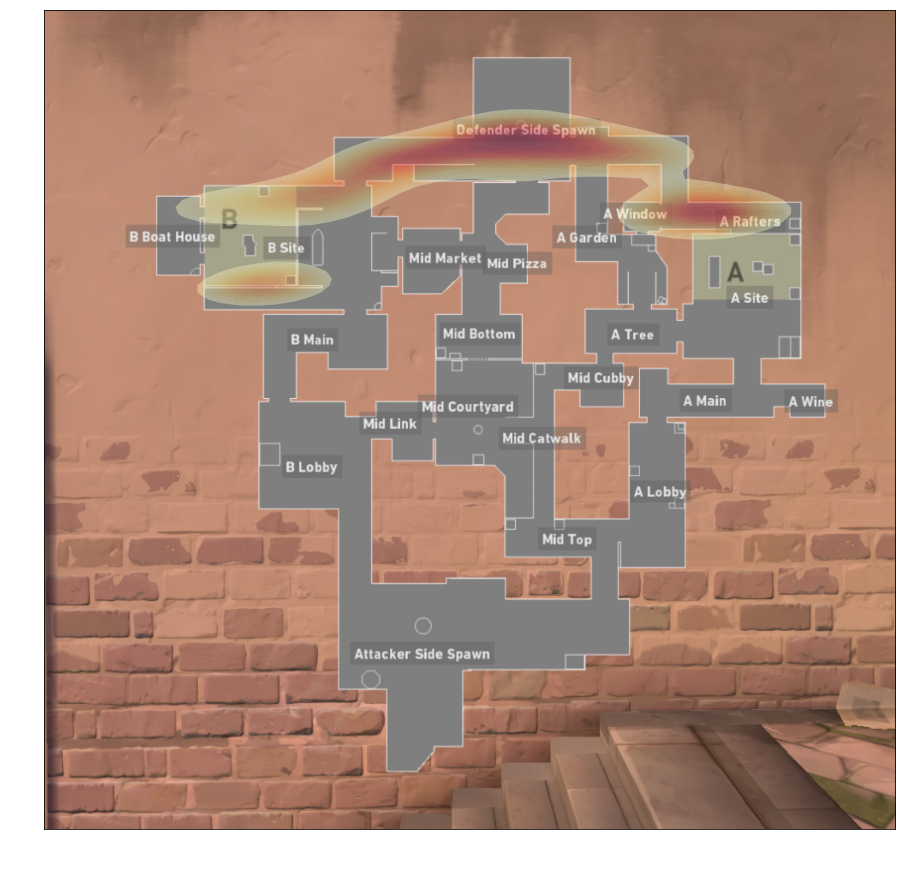 Defender Side Spawn
A Window
A Rafters
B
B Boat House
B Site
A Garden
Mid Market
Mid Pizza
A
A Site
B Main
Mid Bottom
A Tree
Mid Cubby
Mid Courtyard
A Main
A Wine
Mid Link
Mid Catwalk
B Lobby
A Lobby
Mid Top
Attacker Side Spawn